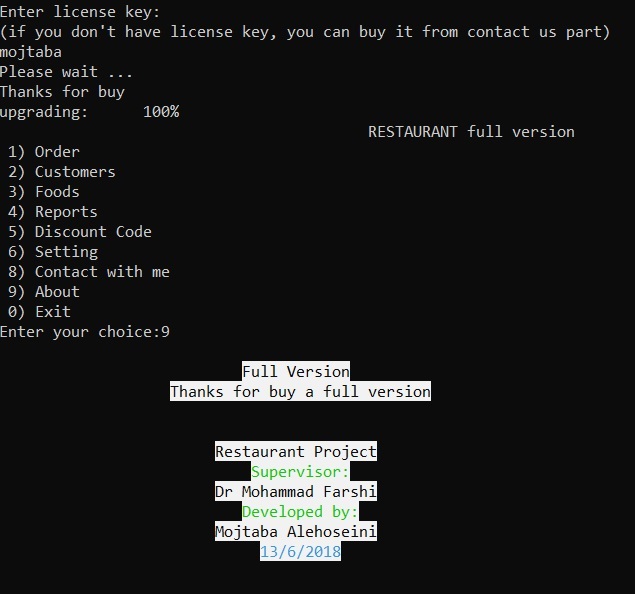 Enter license key:
(if you don't have license key, you can buy it from contact us part)
mojtaba
Please wait ...
Thanks for buy
upgrading:      100%
RESTAURANT full version
1) Order
2) Customers
3) Foods
4) Reports
5) Discount Code
6) Setting
8) Contact with me
9) About
0) Exit
Enter your choice:9
Full Version
Thanks for buy a full version
Restaurant Project
Supervisor:
Dr Mohammad Farshi
Developed by:
Mojtaba Alehoseini
13/6/2018